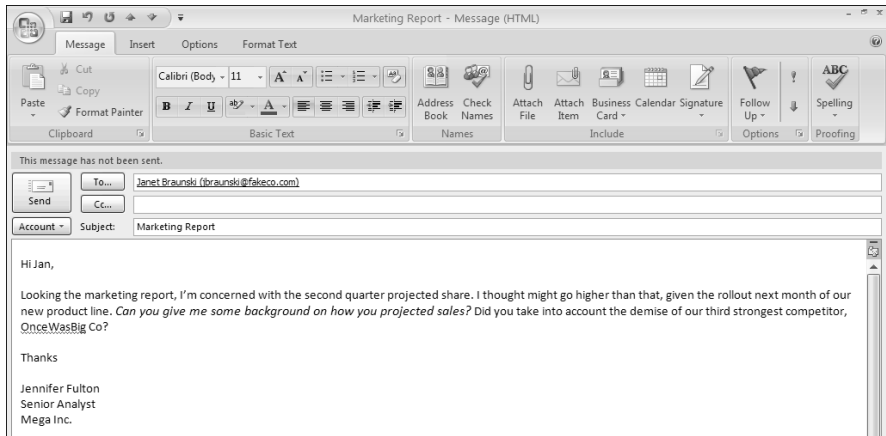 Marketing Report - Message (HTML)
Message Insert Options Format Text
Cut
Copy
Format Painter
Paste
Clipboard
Calibri (Body 11
B I U
Basic Text
Address Book
Check Names
Names
Attach File
Attach Item
Business Card
Calendar
Signature
Include
Follow Up
Options
ABC
Spelling
Proofing
This message has not been sent.
Send
To... Janet Braunski (jbraunski@fakeco.com)
Cc...
Account Subject: Marketing Report
Hi Jan,
Looking the marketing report, I'm concerned with the second quarter projected share. I thought might go higher than that, given the rollout next month of our
new product line. Can you give me some background on how you projected sales? Did you take into account the demise of our third strongest competitor,
OnceWasBig Co?
Thanks
Jennifer Fulton
Senior Analyst
Mega Inc.